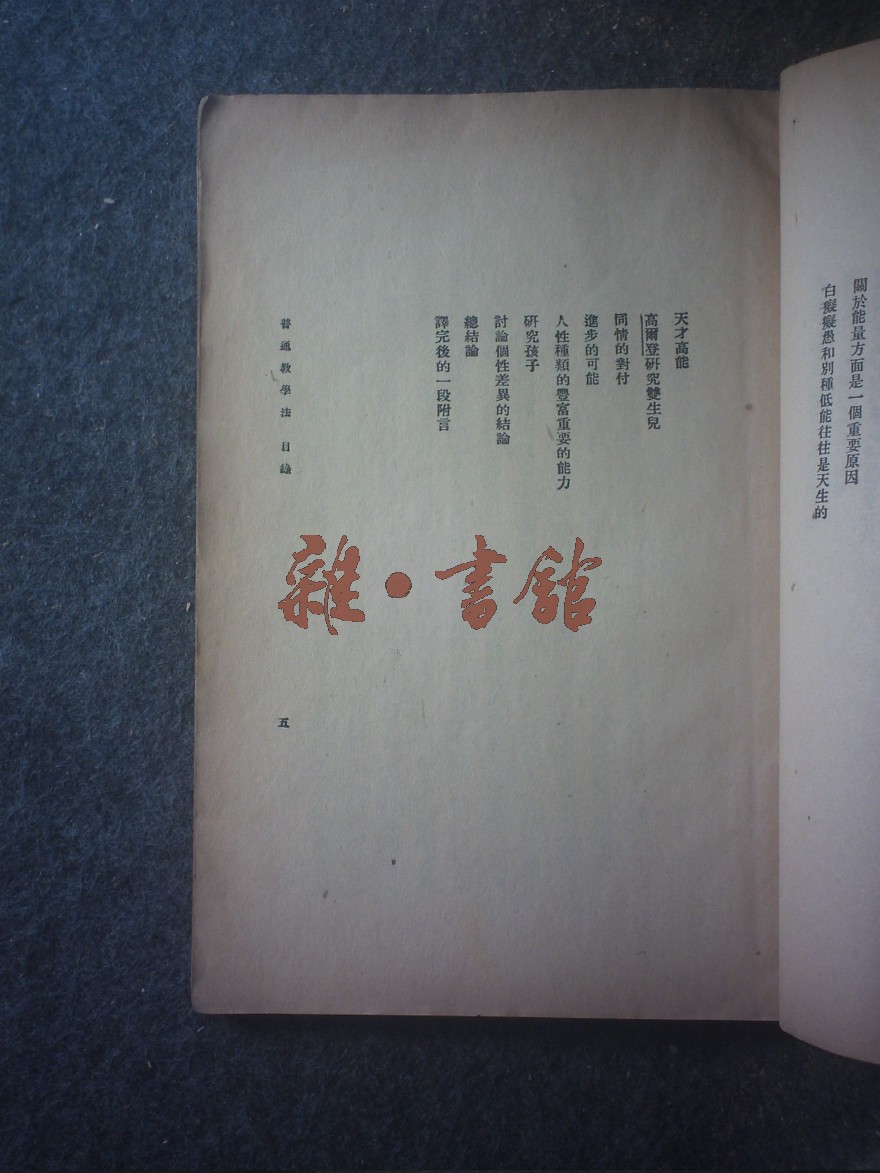 關於能量方面是一個重要原因
白癡癡愚和別種低能往往是天生的
天才高能
高爾登研究雙生兒
同情的對付
進步的可能
人性種類的豐富重要的能力
研究孩子
討論個性差異的結論
總結論
譯完後的一段附言
普通教學法 目錄
五
雜·書館